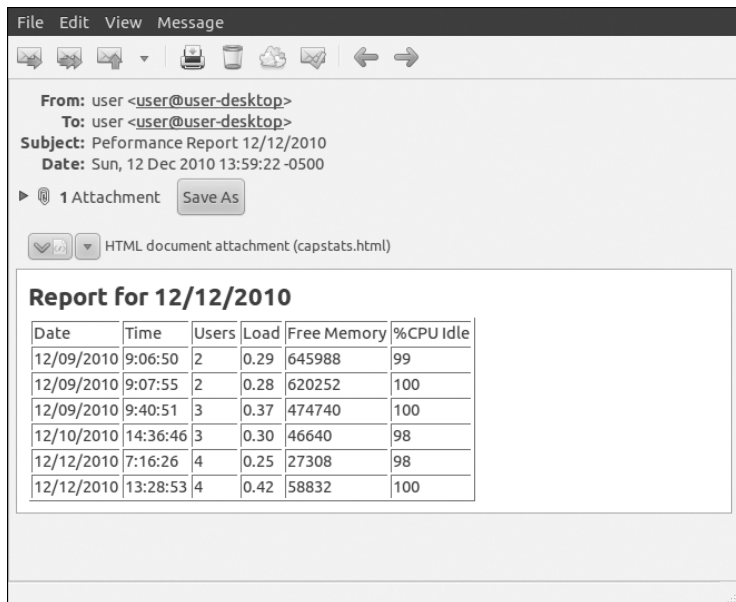 File Edit View Message
From: user <user@user-desktop>
To: user <user@user-desktop>
Subject: Peformance Report 12/12/2010
Date: Sun, 12 Dec 2010 13:59:22 -0500
1 Attachment Save As
HTML document attachment (capstats.html)
Report for 12/12/2010
Date Time Users Load Free Memory %CPU Idle
12/09/2010 9:06:50 2 0.29 645988 99
12/09/2010 9:07:55 2 0.28 620252 100
12/09/2010 9:40:51 3 0.37 474740 100
12/10/2010 14:36:46 3 0.30 46640 98
12/12/2010 7:16:26 4 0.25 27308 98
12/12/2010 13:28:53 4 0.42 58832 100